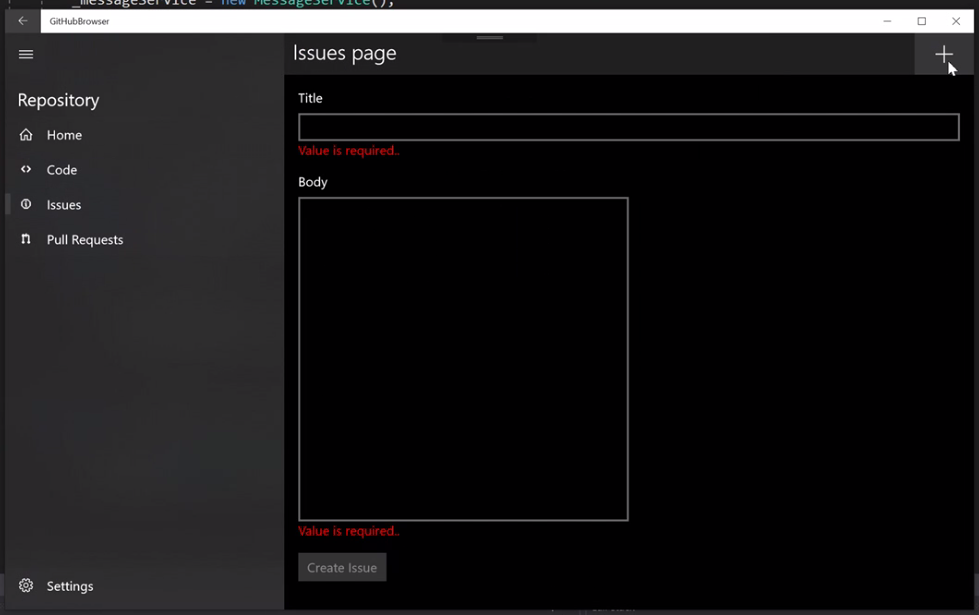 _messageService = new MessageService();
GitHubBrowser
Issues page
Repository
Home
Code
Issues
Pull Requests
Settings
Title
Value is required..
Body
Value is required..
Create Issue